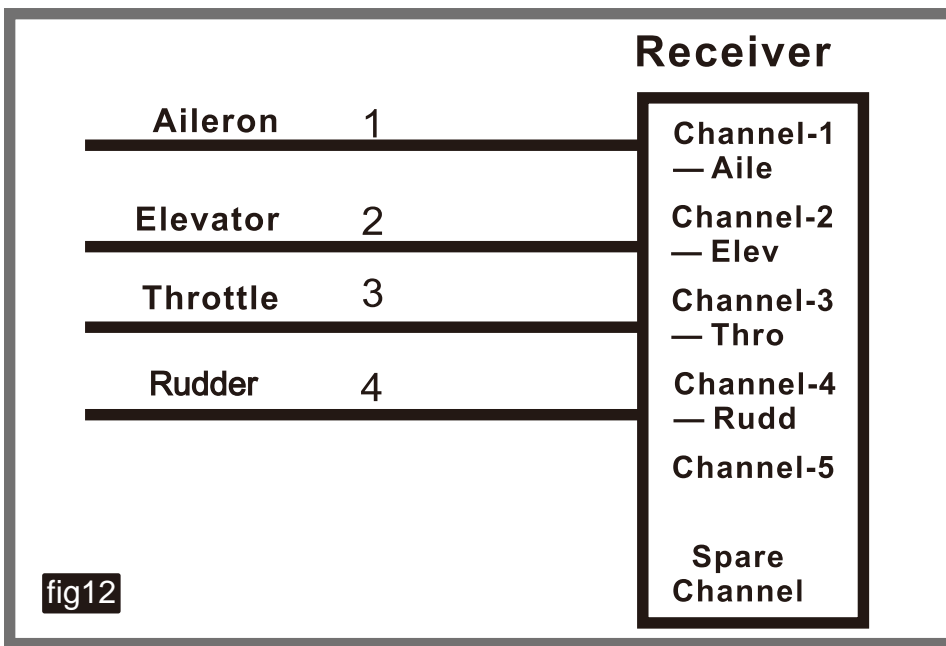 Receiver
Aileron 1
Elevator 2
Throttle 3
Rudder 4
Channel-1
— Aile
Channel-2
— Elev
Channel-3
— Thro
Channel-4
— Rudd
Channel-5
Spare
Channel
fig12